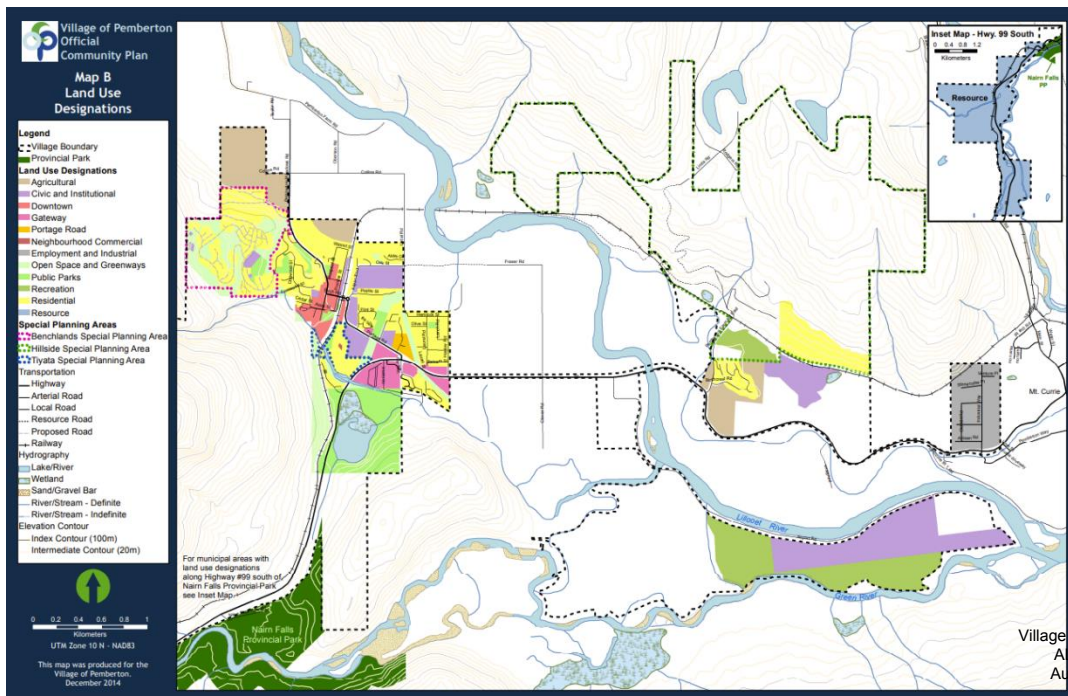 Village of Pemberton
Official
Community Plan
Map B
Land Use
Designations
Legend
Village Boundary
Provincial Park
Land Use Designations
Agricultural
Civic and Institutional
Downtown
Gateway
Portage Road
Neighbourhood Commercial
Employment and Industrial
Open Space and Greenways
Public Parks
Recreation
Residential
Resource
Special Planning Areas
Benchlands Special Planning Area
Hillside Special Planning Area
Tiyata Special Planning Area
Transportation
Highway
Arterial Road
Local Road
Resource Road
Proposed Road
Railway
Hydrography
Lake/River
Wetland
Sand/Gravel Bar
River/Stream - Definite
River/Stream - Indefinite
Elevation Contour
Index Contour (100m)
Intermediate Contour (20m)
0 0.2 0.4 0.6 0.8 1
Kilometers
UTM Zone 10 N - NAD83
This map was produced for the
Village of Pemberton.
December 2014
Inset Map - Hwy. 99 South
0 0.4 0.8 1.2
Kilometers
Nairn Falls
PP
Resource
Pemberton Farm Rd
Collins Rd
Fraser Rd
Mt. Currie
Lillooet River
Green River
For municipal areas with
land use designations
along Highway #99 south of
Nairn Falls Provincial Park
see Inset Map
Nairn Falls
Provincial Park
Village
Au